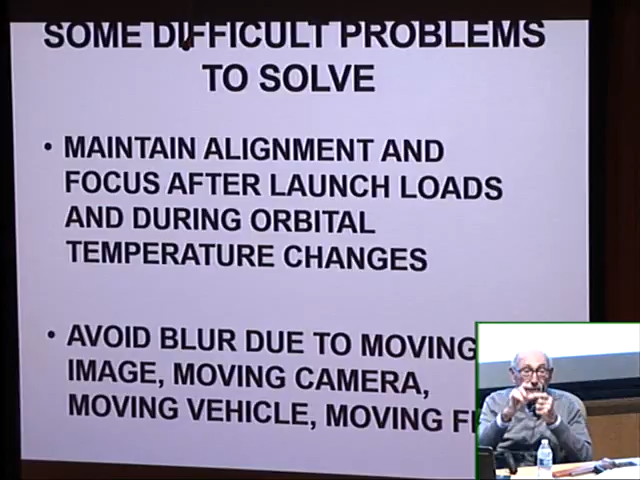 SOME DIFFICULT PROBLEMS
TO SOLVE
• MAINTAIN ALIGNMENT AND
FOCUS AFTER LAUNCH LOADS
AND DURING ORBITAL
TEMPERATURE CHANGES
• AVOID BLUR DUE TO MOVING
IMAGE, MOVING CAMERA,
MOVING VEHICLE, MOVING